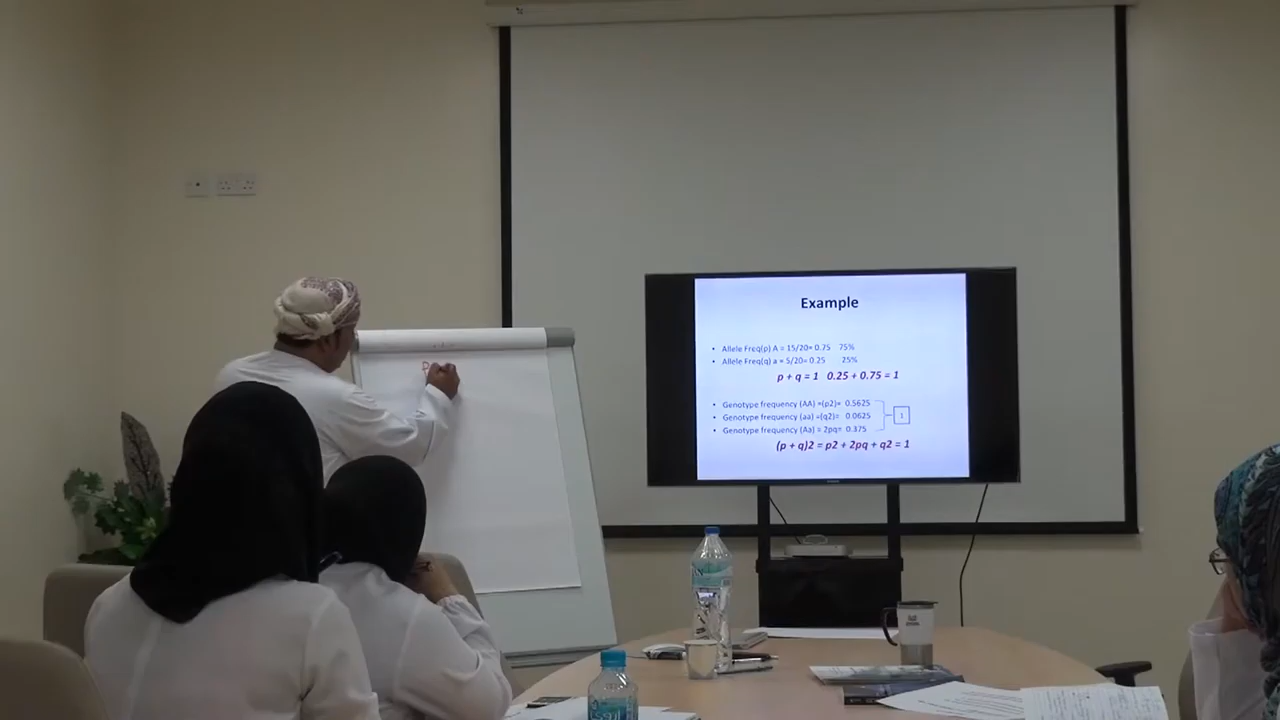 Example
• Allele Freq(p) A = 15/20= 0.75 75%
• Allele Freq(q) a = 5/20= 0.25 25%
p + q = 1 0.25 + 0.75 = 1
• Genotype frequency (AA) =(p2)= 0.5625
• Genotype frequency (aa) =(q2)= 0.0625
• Genotype frequency (Aa) = 2pq= 0.375
1
(p + q)2 = p2 + 2pq + q2 = 1